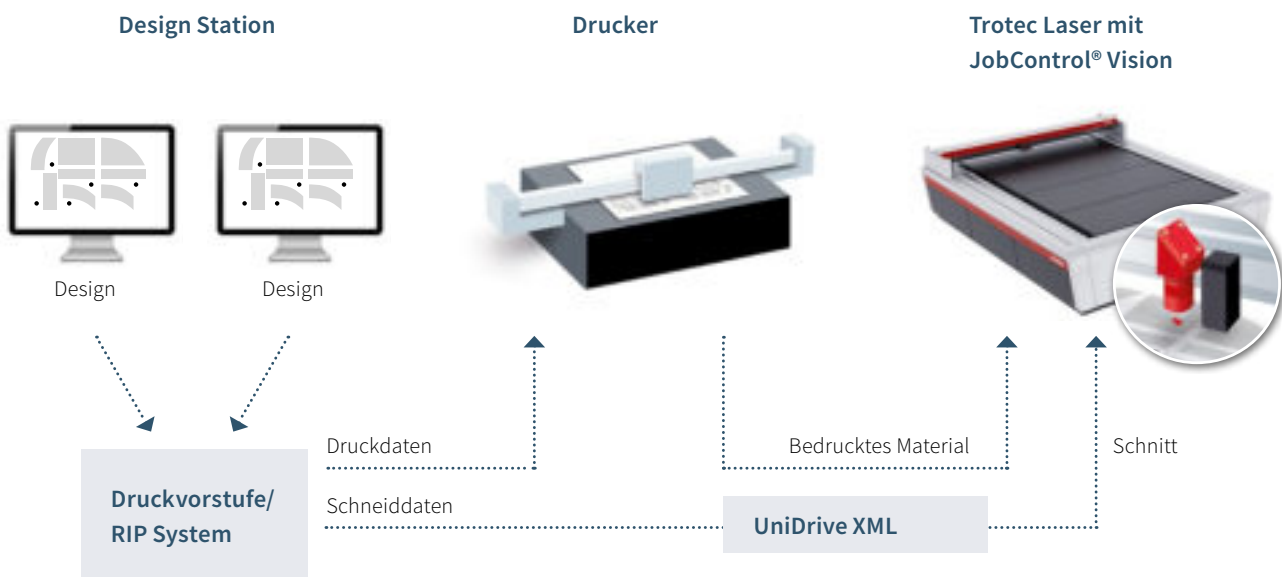 Design Station
Drucker
Trotec Laser mit
JobControl® Vision
Design
Design
Druckdaten
Bedrucktes Material
Schnitt
Druckvorstufe/
RIP System
Schneiddaten
UniDrive XML